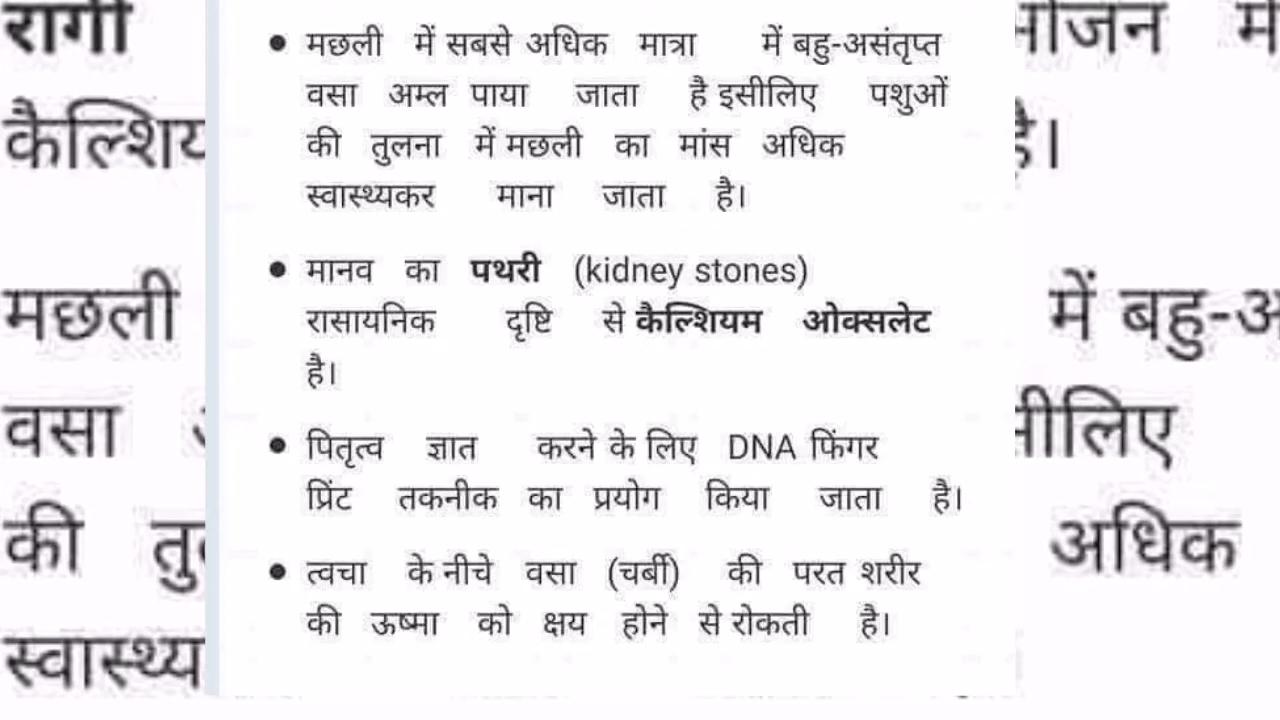 मछली में सबसे अधिक मात्रा में बहु-असंतृप्त
वसा अम्ल पाया जाता है इसीलिए पशुओं
की तुलना में मछली का मांस अधिक
स्वास्थ्यकर माना जाता है।
मानव का पथरी (kidney stones)
रासायनिक दृष्टि से कैल्शियम ओक्सलेट
है।
पितृत्व ज्ञात करने के लिए DNA फिंगर
प्रिंट तकनीक का प्रयोग किया जाता है।
त्वचा के नीचे वसा (चर्बी) की परत शरीर
की ऊष्मा को क्षय होने से रोकती है।